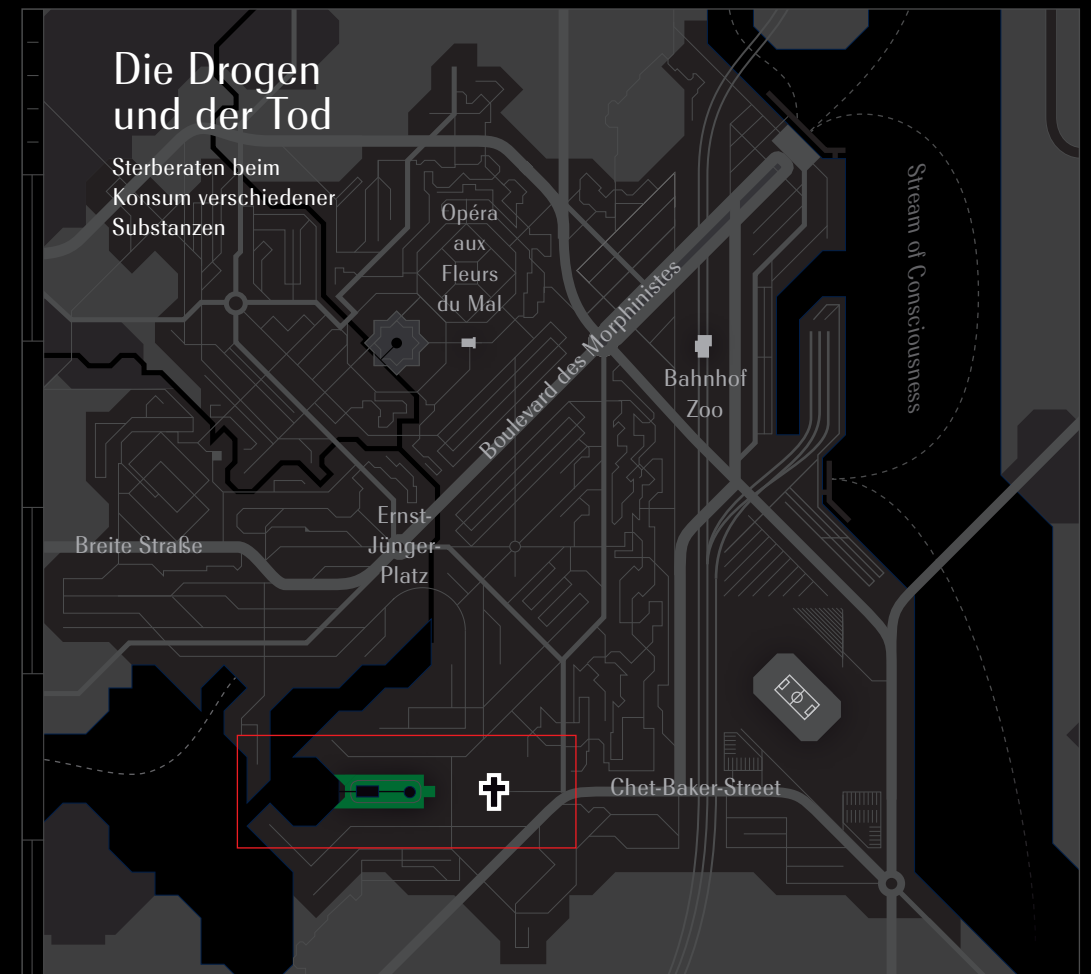 Die Drogen
und der Tod
Sterberaten beim
Konsum verschiedener
Substanzen
Opéra
aux
Fleurs
du Mal
Stream of Consciousness
Boulevard des Morphinistes
Bahnhof
Zoo
Ernst-
Jünger-
Platz
Breite Straße
Chet-Baker-Street